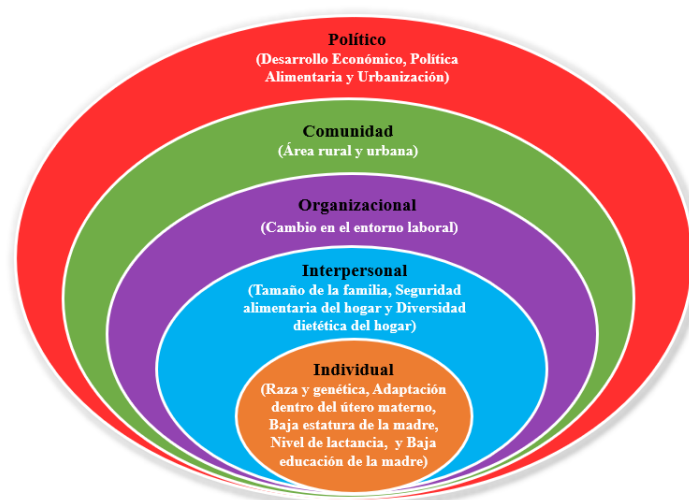 Político
(Desarrollo Económico, Política
Alimentaria y Urbanización)
Comunidad
(Área rural y urbana)
Organizacional
(Cambio en el entorno laboral)
Interpersonal
(Tamaño de la familia, Seguridad
alimentaria del hogar y Diversidad
dietética del hogar)
Individual
(Raza y genética, Adaptación
dentro del útero materno,
Baja estatura de la madre,
Nivel de lactancia, y Baja
educación de la madre)